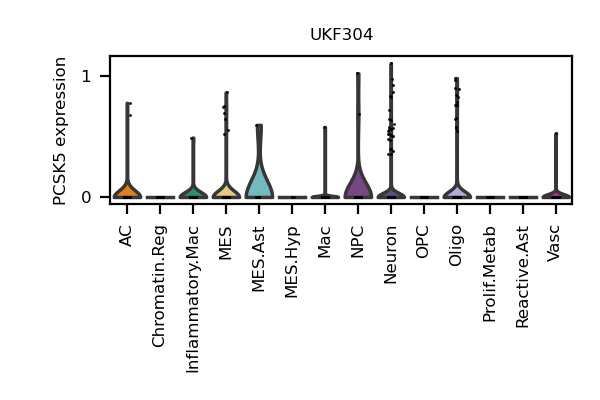 UKF304
PCSK5 expression
1
0
AC
Chromatin.Reg
Inflammatory.Mac
MES
MES.Ast
MES.Hyp
Mac
NPC
Neuron
OPC
Oligo
Prolif.Metab
Reactive.Ast
Vasc